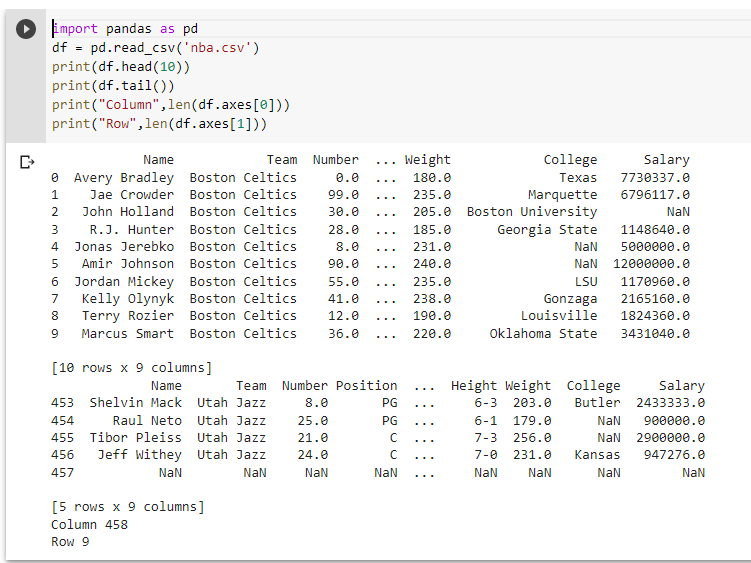 import pandas as pd
df = pd.read_csv('nba.csv')
print(df.head(10))
print(df.tail())
print("Column",len(df.axes[0]))
print("Row",len(df.axes[1]))
Name Team Number ... Weight College Salary
0 Avery Bradley Boston Celtics 0.0 ... 180.0 Texas 7730337.0
1 Jae Crowder Boston Celtics 99.0 ... 235.0 Marquette 6796117.0
2 John Holland Boston Celtics 30.0 ... 205.0 Boston University NaN
3 R.J. Hunter Boston Celtics 28.0 ... 185.0 Georgia State 1148640.0
4 Jonas Jerebko Boston Celtics 8.0 ... 231.0 NaN 5000000.0
5 Amir Johnson Boston Celtics 90.0 ... 240.0 NaN 12000000.0
6 Jordan Mickey Boston Celtics 55.0 ... 235.0 LSU 1170960.0
7 Kelly Olynyk Boston Celtics 41.0 ... 238.0 Gonzaga 2165160.0
8 Terry Rozier Boston Celtics 12.0 ... 190.0 Louisville 1824360.0
9 Marcus Smart Boston Celtics 36.0 ... 220.0 Oklahoma State 3431040.0
[10 rows x 9 columns]
Name Team Number Position ... Height Weight College Salary
453 Shelvin Mack Utah Jazz 8.0 PG ... 6-3 203.0 Butler 2433333.0
454 Raul Neto Utah Jazz 25.0 PG ... 6-1 179.0 NaN 900000.0
455 Tibor Pleiss Utah Jazz 21.0 C ... 7-3 256.0 NaN 2900000.0
456 Jeff Withey Utah Jazz 24.0 C ... 7-0 231.0 Kansas 947276.0
457 NaN NaN NaN NaN ... NaN NaN NaN NaN
[5 rows x 9 columns]
Column 458
Row 9